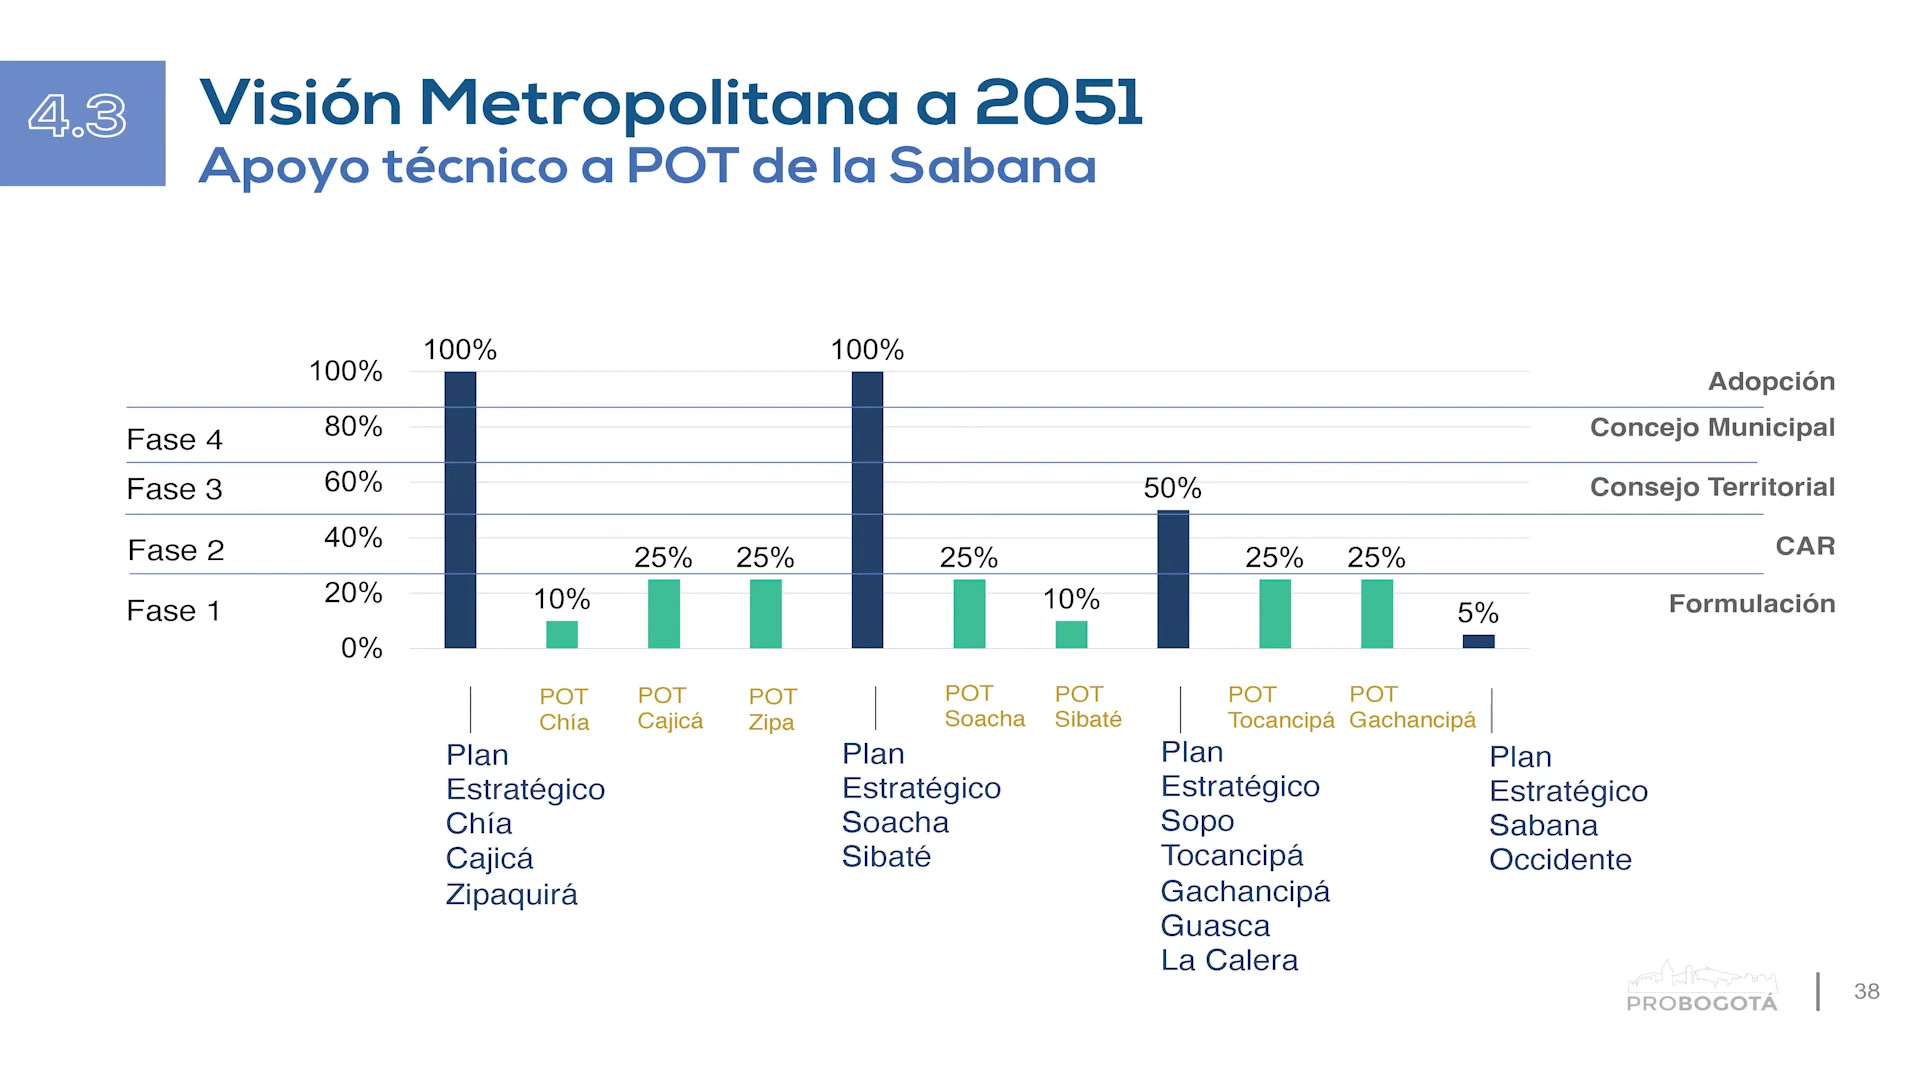 4.3
Visión Metropolitana a 2051
Apoyo técnico a POT de la Sabana
100%
80%
60%
40%
20%
0%
Fase 4
Fase 3
Fase 2
Fase 1
100%
10%
25%
25%
100%
25%
10%
50%
25%
25%
5%
Adopción
Concejo Municipal
Consejo Territorial
CAR
Formulación
POT
Chía
POT
Cajicá
POT
Zipa
POT
Soacha
POT
Sibaté
POT
Tocancipá
POT
Gachancipá
Plan
Estratégico
Chía
Cajicá
Zipaquirá
Plan
Estratégico
Soacha
Sibaté
Plan
Estratégico
Sopo
Tocancipá
Gachancipá
Guasca
La Calera
Plan
Estratégico
Sabana
Occidente
PROBOGOTÁ
38